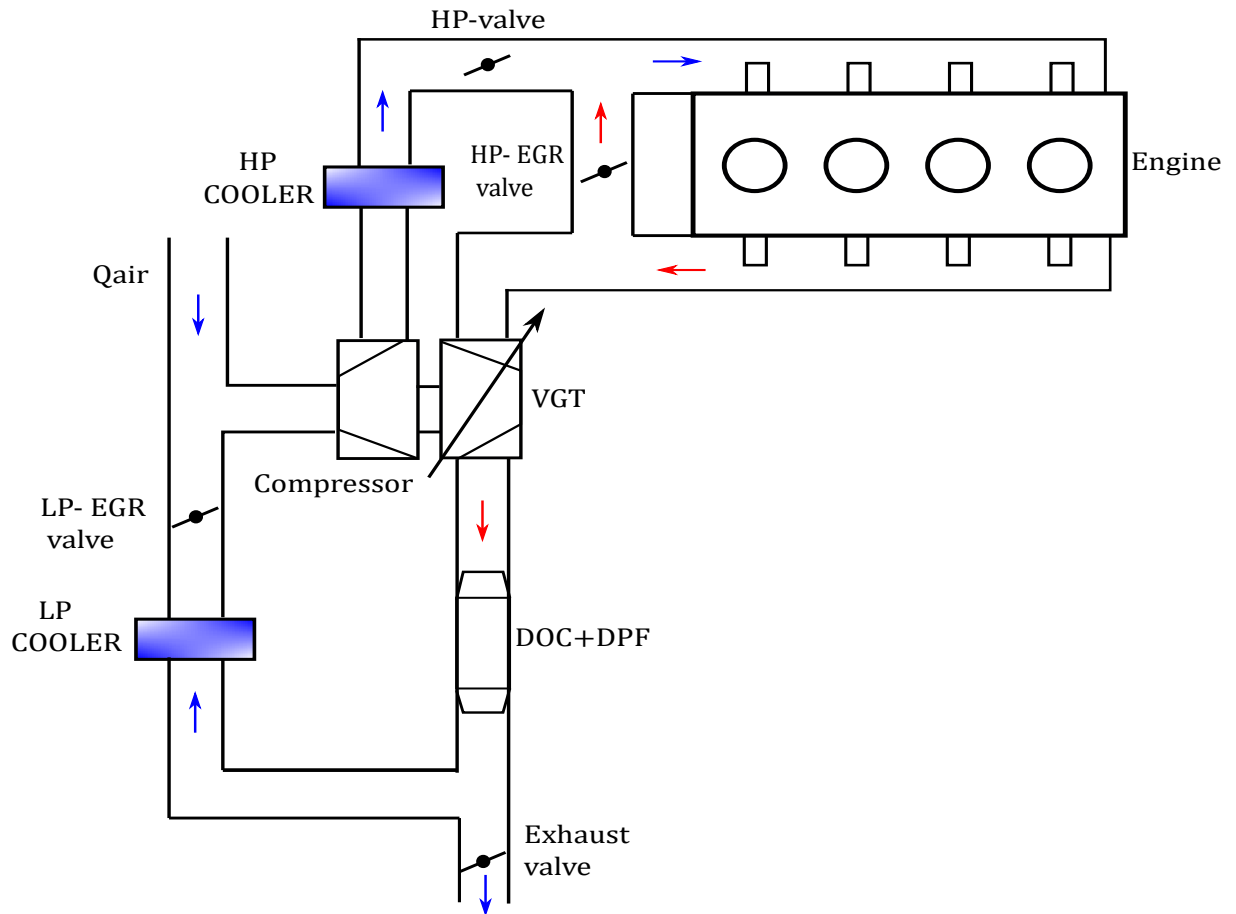 HP-valve
HP
COOLER
HP- EGR
valve
Engine
Qair
VGT
Compressor
LP- EGR
valve
LP
COOLER
DOC+DPF
Exhaust
valve